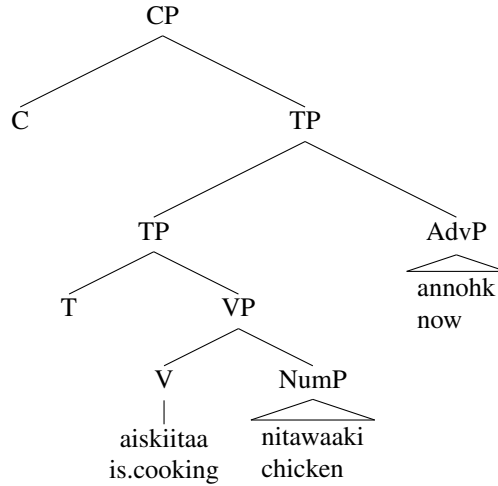 CP
C TP
TP AdvP
T VP annohk
now
V NumP
aiskiitaa nitawaaki
is.cooking chicken